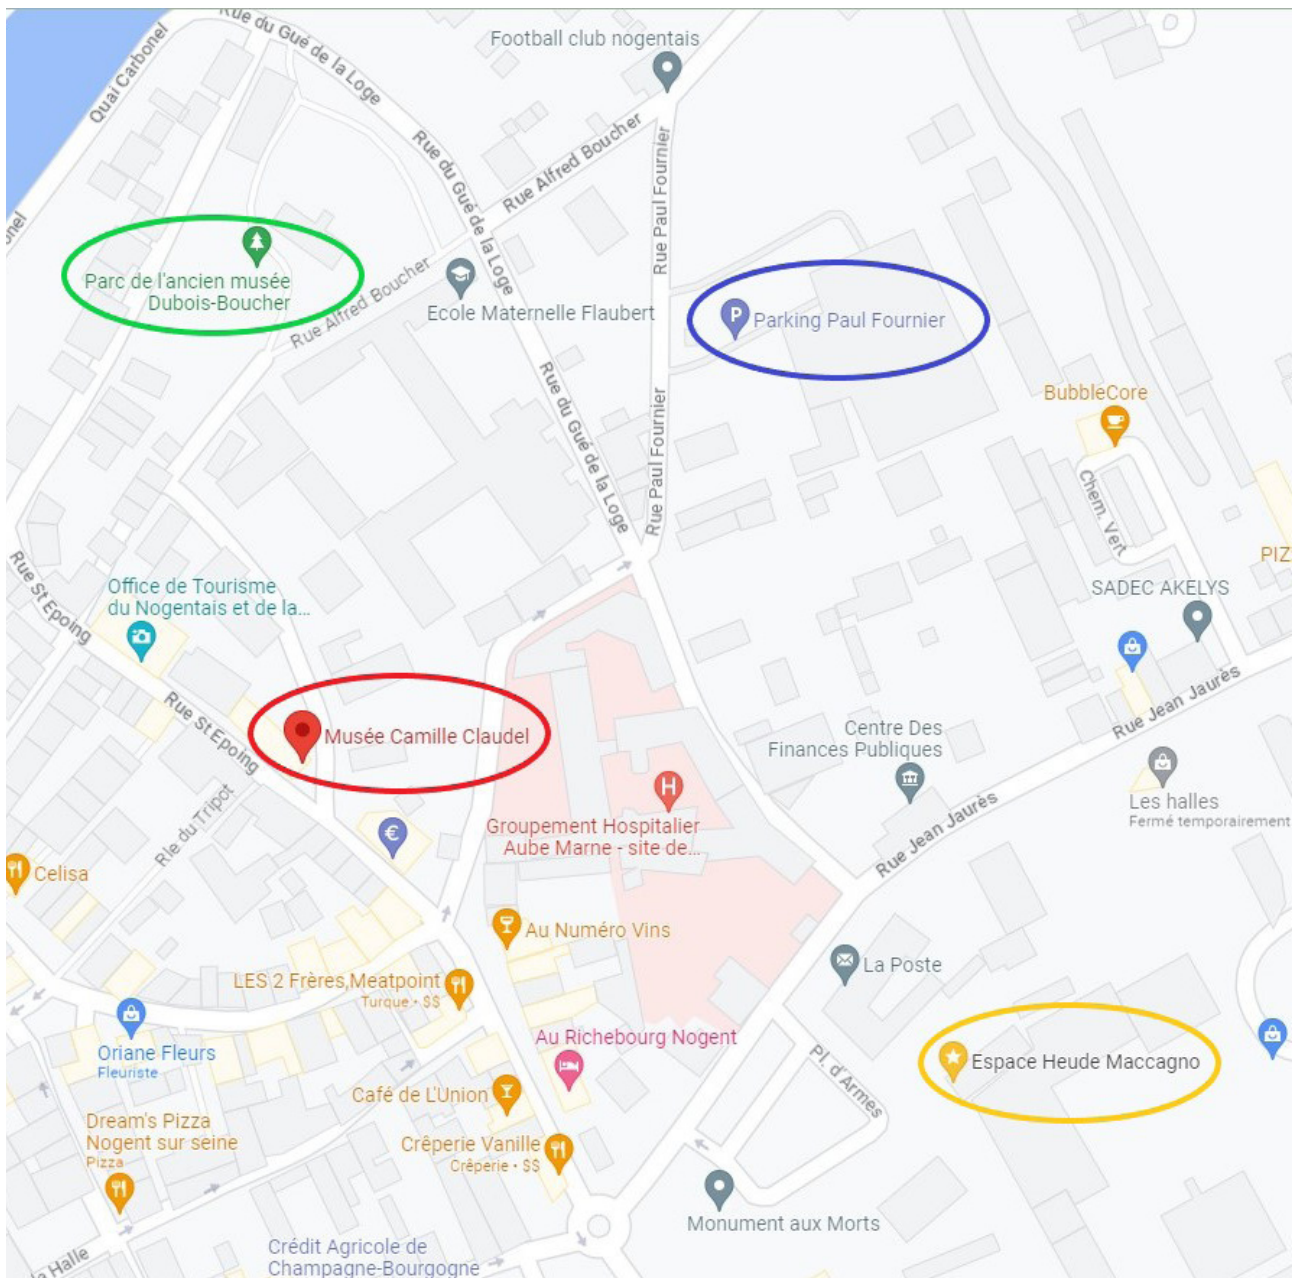 Rue du Gué de la Loge
Football club nogentais
Quai Carbonel
Rue du Gué de la Loge
Rue Alfred Boucher
Rue Paul Fournier
onel
Parc de l'ancien musée
Dubois-Boucher
Rue Alfred Boucher
Ecole Maternelle Flaubert
P
Parking Paul Fournier
Rue du Gué de la Loge
Rue Paul Fournier
BubbleCore
Chem. Vert
PIZ
Rue St Epoing
Office de Tourisme
du Nogentais et de la...
SADEC AKELYS
Rue St Epoing
Musée Camille Claudel
Rue Jean Jaurès
Centre Des
Finances Publiques
H
Groupement Hospitalier
Aube Marne - site de...
Les halles
Fermé temporairement
Rle du Tripot
€
Rue Jean Jaurès
Celisa
Au Numéro Vins
La Poste
LES 2 Frères,Meatpoint
Turque • $$
Oriane Fleurs
Fleuriste
Au Richebourg Nogent
Pl. d'Armes
Espace Heude Maccagno
Café de L'Union
Dream's Pizza
Nogent sur seine
Pizza
Crêperie Vanille
Crêperie • $$
Monument aux Morts
la Halle
Crédit Agricole de
Champagne-Bourgogne